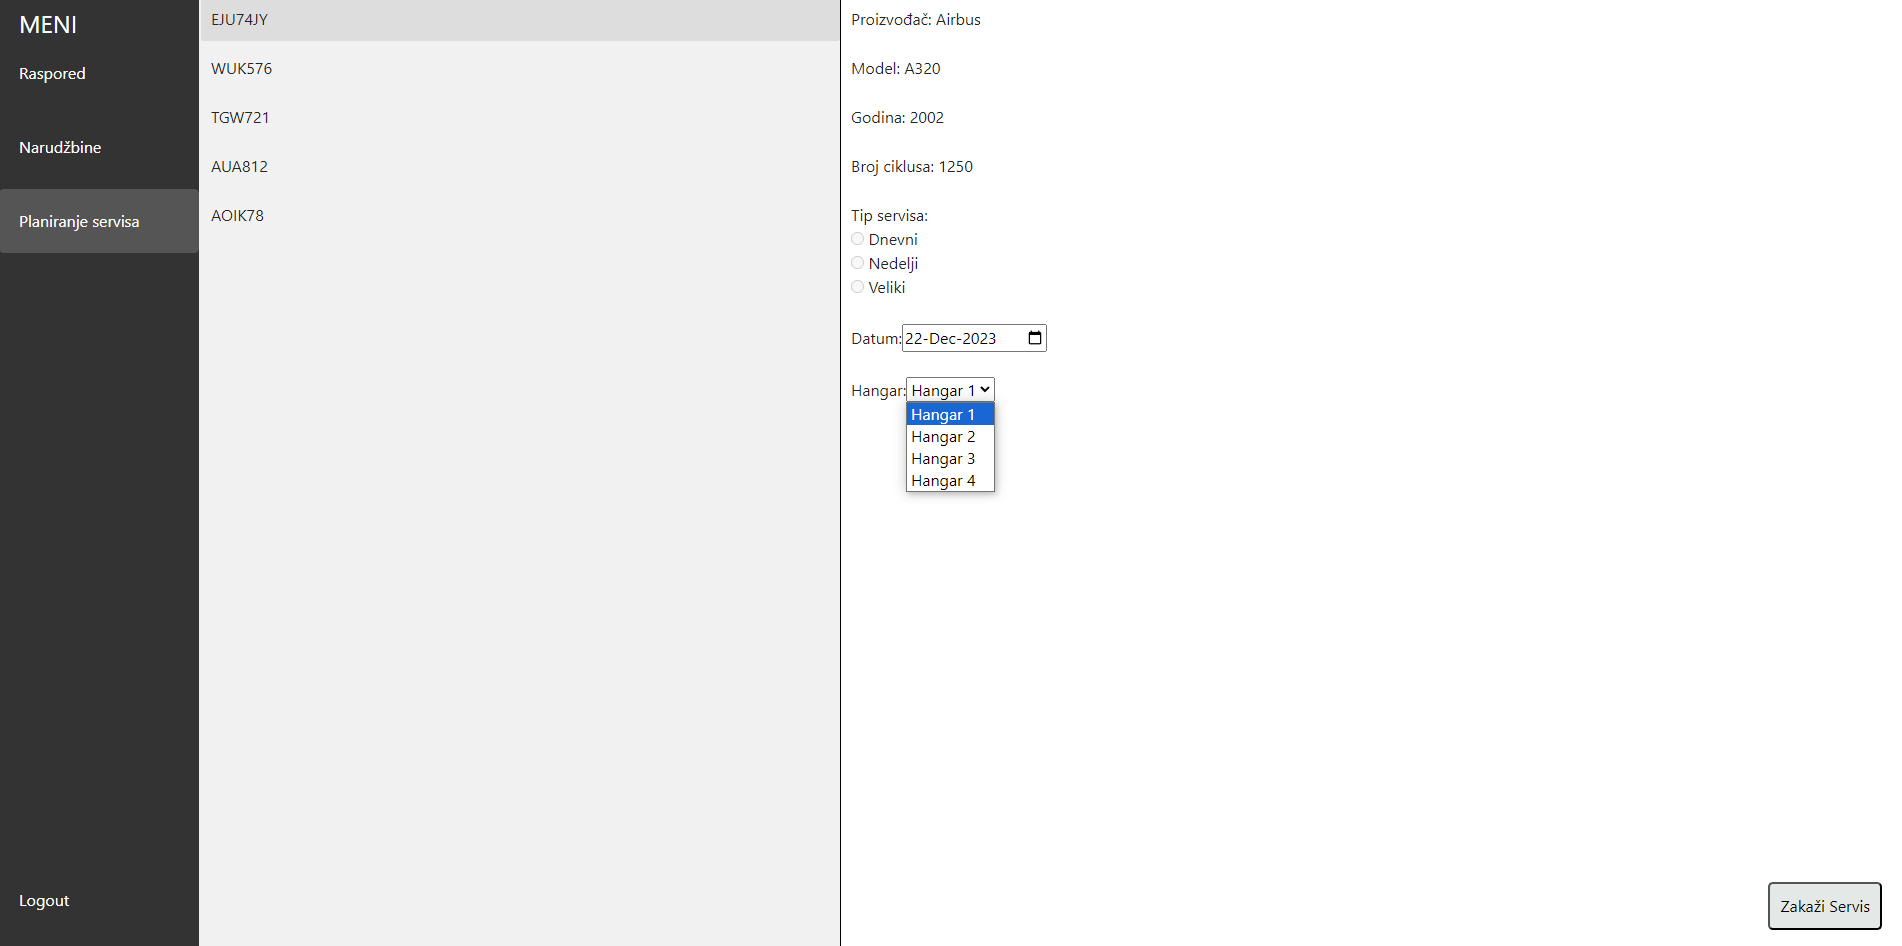 MENI
Raspored
Narudžbine
Planiranje servisa
Logout
EJU74JY
WUK576
TGW721
AUA812
AOIK78
Proizvođač: Airbus
Model: A320
Godina: 2002
Broj ciklusa: 1250
Tip servisa:
Dnevni
Nedelji
Veliki
Datum: 22-Dec-2023
Hangar: Hangar 1
Hangar 1
Hangar 2
Hangar 3
Hangar 4
Zakaži Servis